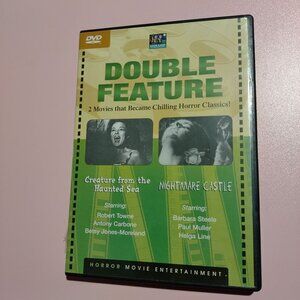 DVD
DOUBLE
FEATURE
2 Movies that Became Chilling Horror Classics!
Creature from the
Haunted Sea
NIGHTMARE CASTLE
Starring:
Robert Towne
Antony Carbone
Betsy Jones-Moreland
Starring:
Barbara Steele
Paul Muller
Helga Line
HORROR MOVIE ENTERTAINMENT